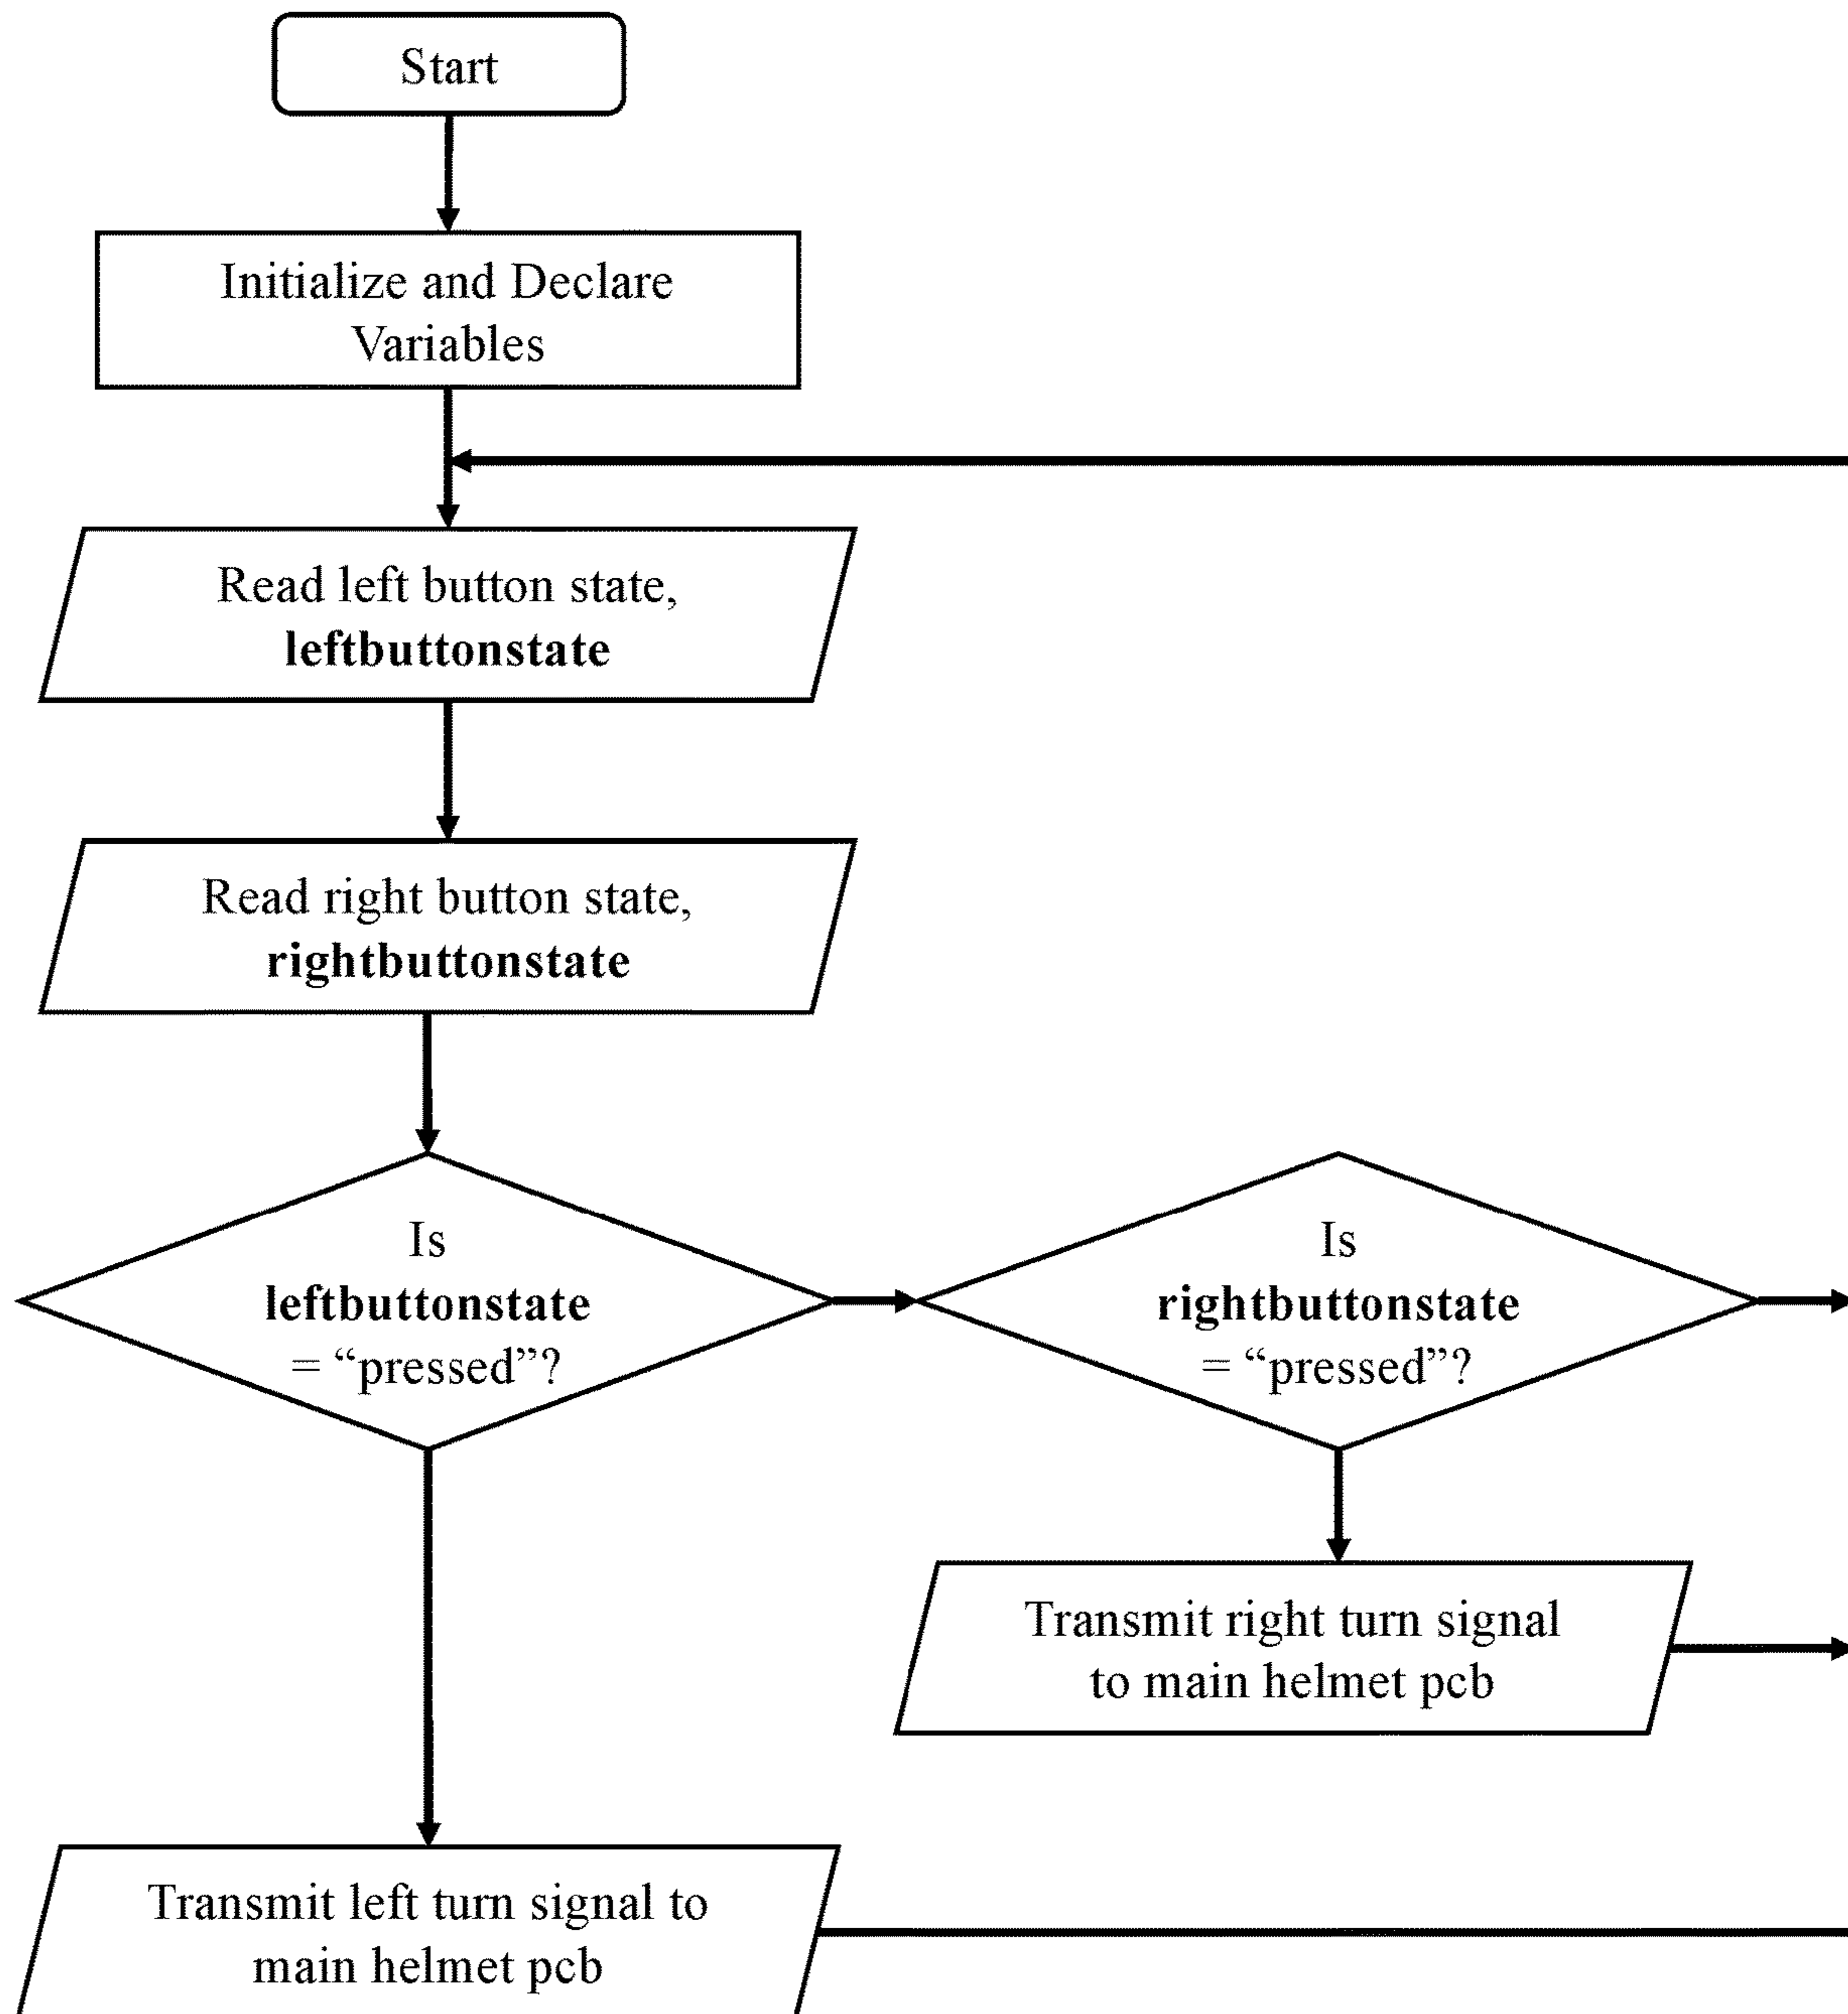 Start
Initialize and Declare
Variables
Read left button state,
leftbuttonstate
Read right button state,
rightbuttonstate
Is
leftbuttonstate
= “pressed”?
Is
rightbuttonstate
= “pressed”?
Transmit right turn signal
to main helmet pcb
Transmit left turn signal to
main helmet pcb